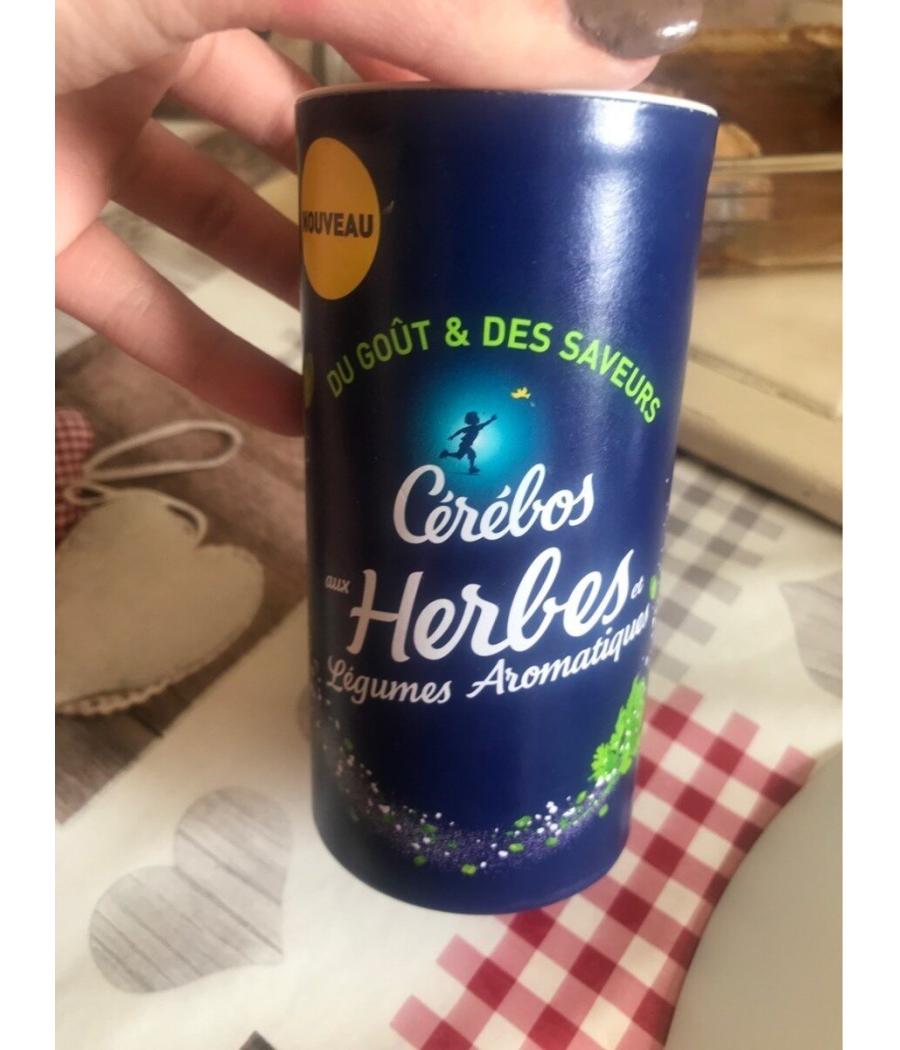 NOUVEAU
DU GOÛT & DES SAVEURS
Cérébos
aux Herbes et
Légumes Aromatiques